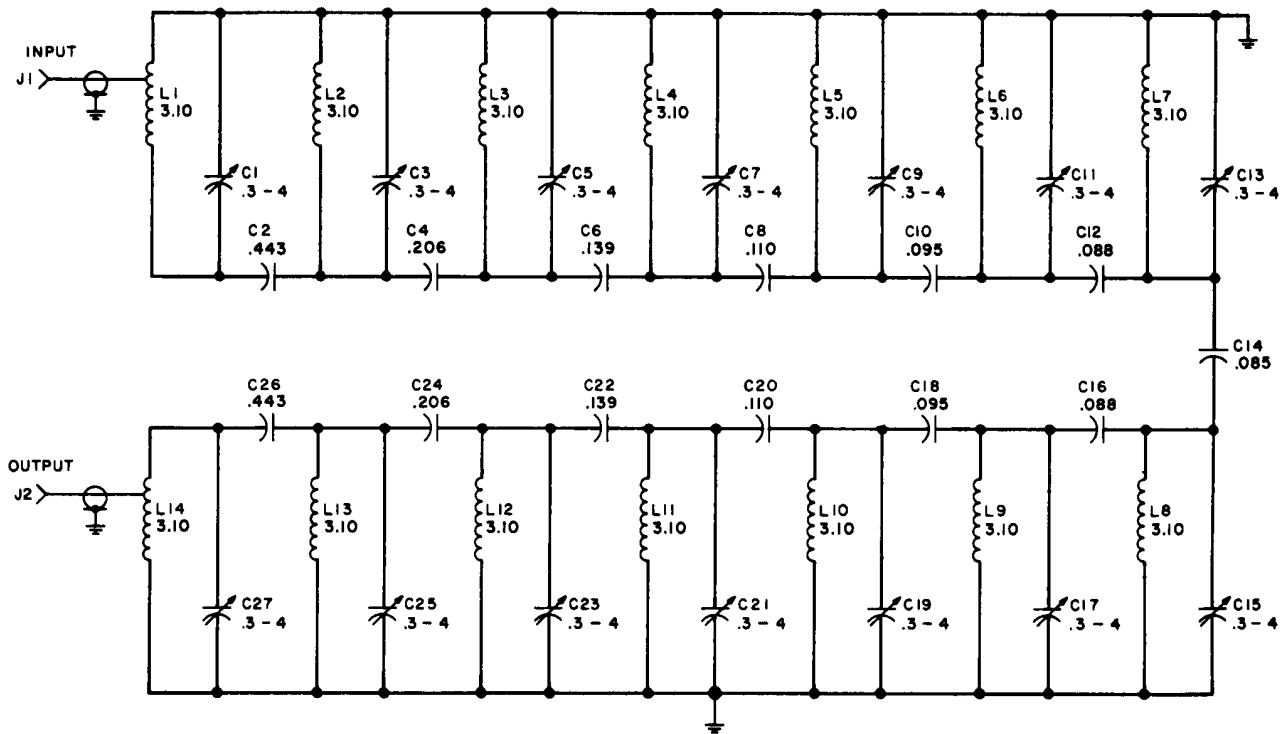 INPUT
J1
L1
3.10
L2
3.10
L3
3.10
L4
3.10
L5
3.10
L6
3.10
L7
3.10
C1
.3-4
C3
.3-4
C5
.3-4
C7
.3-4
C9
.3-4
C11
.3-4
C13
.3-4
C2
.443
C4
.206
C6
.139
C8
.110
C10
.095
C12
.088
C14
.085
C26
.443
C24
.206
C22
.139
C20
.110
C18
.095
C16
.088
OUTPUT
J2
L14
3.10
L13
3.10
L12
3.10
L11
3.10
L10
3.10
L9
3.10
L8
3.10
C27
.3-4
C25
.3-4
C23
.3-4
C21
.3-4
C19
.3-4
C17
.3-4
C15
.3-4